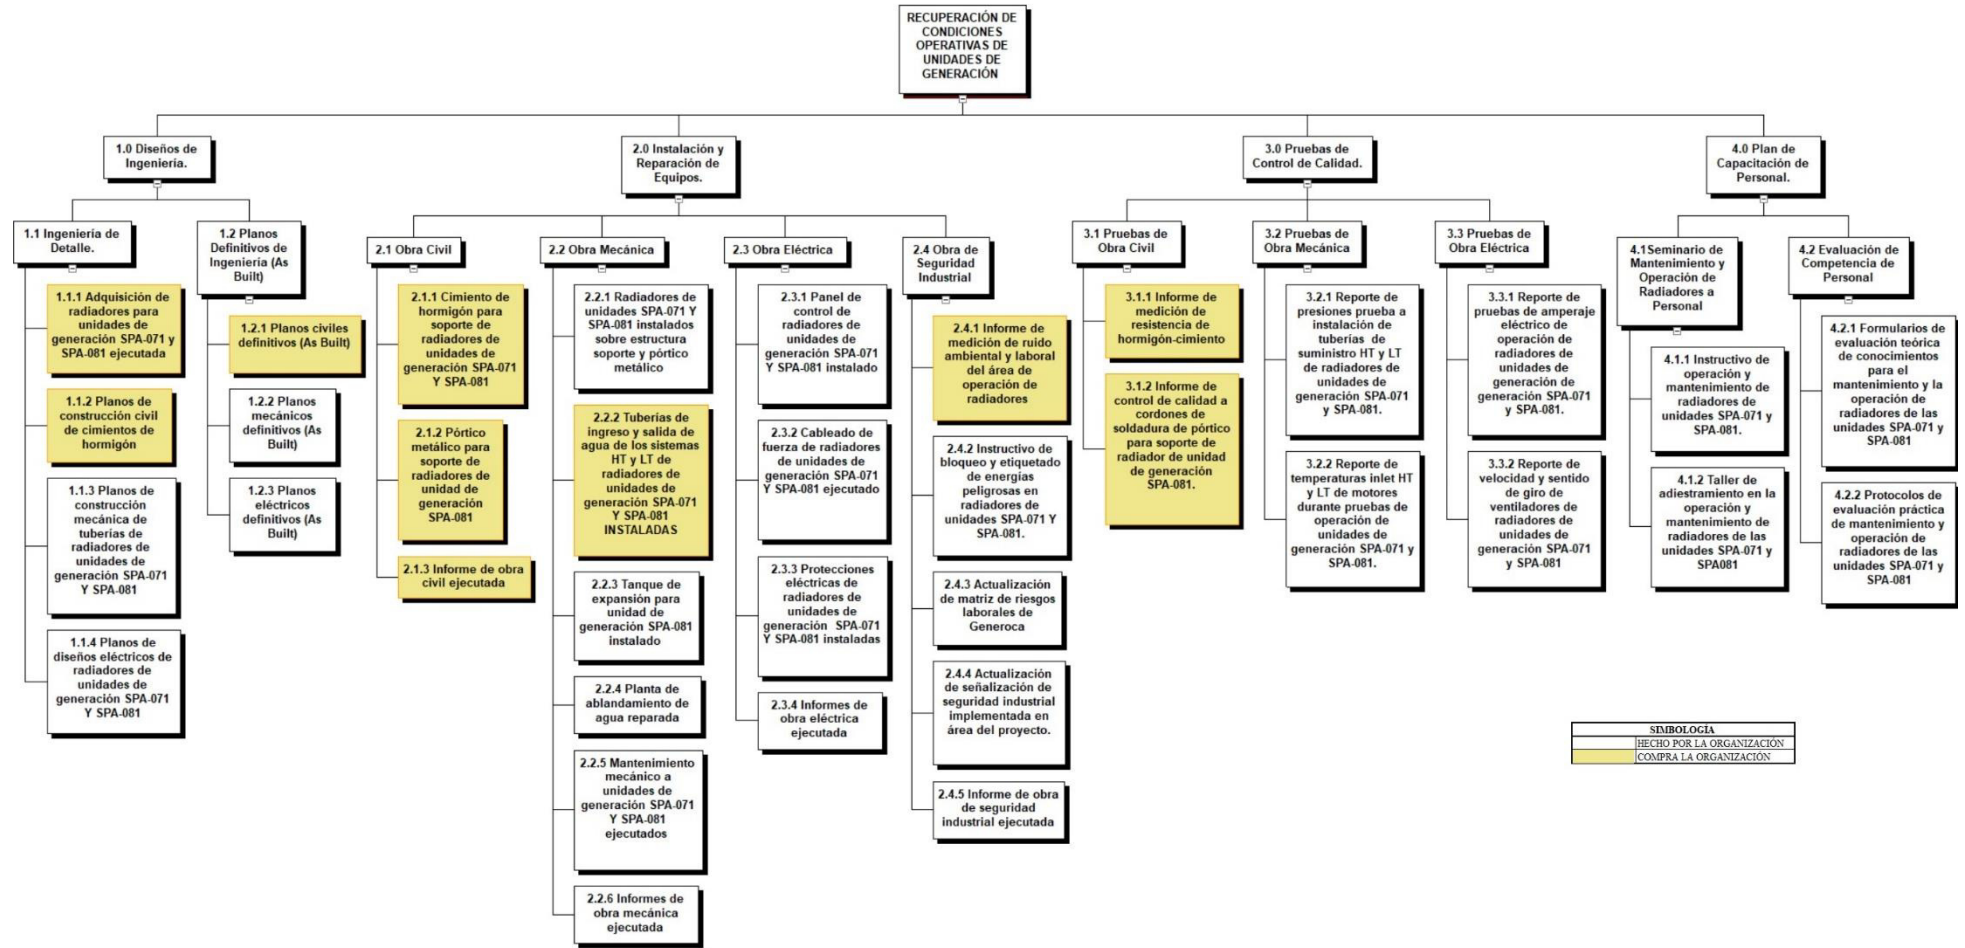 RECUPERACIÓN DE
CONDICIONES
OPERATIVAS DE
UNIDADES DE
GENERACIÓN
1.0 Diseños de
Ingeniería.
2.0 Instalación y
Reparación de
Equipos.
3.0 Pruebas de
Control de Calidad.
4.0 Plan de
Capacitación de
Personal.
1.1 Ingeniería de
Detalle.
1.1.1 Adquisición de
radiadores para
unidades de
generación SPA-071 y
SPA-081 ejecutada
1.1.2 Planos de
construcción civil
de cimientos de
hormigón
1.1.3 Planos de
construcción
mecánica de
tuberías de
radiadores de
unidades de
generación SPA-071
Y SPA-081
1.1.4 Planos de
diseños eléctricos de
radiadores de
unidades de
generación SPA-071
Y SPA-081
1.2 Planos
Definitivos de
Ingeniería (As
Built)
1.2.1 Planos civiles
definitivos (As Built)
1.2.2 Planos
mecánicos
definitivos (As
Built)
1.2.3 Planos
eléctricos
definitivos (As
Built)
2.1 Obra Civil
2.1.1 Cimiento de
hormigón para
soporte de
radiadores de
unidades de
generación SPA-071
Y SPA-081
2.1.2 Pórtico
metálico para
soporte de
radiadores de
unidad de
generación
SPA-081
2.1.3 Informe de obra
civil ejecutada
2.2 Obra Mecánica
2.2.1 Radiadores de
unidades SPA-071 Y
SPA-081 instalados
sobre estructura
soporte y pórtico
metálico
2.2.2 Tuberías de
ingreso y salida de
agua de los sistemas
HT y LT de
radiadores de
unidades de
generación SPA-071
Y SPA-081
INSTALADAS
2.2.3 Tanque de
expansión para
unidad de
generación SPA-081
instalado
2.2.4 Planta de
ablandamiento de
agua reparada
2.2.5 Mantenimiento
mecánico a
unidades de
generación SPA-071
Y SPA-081
ejecutados
2.2.6 Informes de
obra mecánica
ejecutada
2.3 Obra Eléctrica
2.3.1 Panel de
control de
radiadores de
unidades de
generación SPA-071
Y SPA-081 instalado
2.3.2 Cableado de
fuerza de radiadores
de unidades de
generación SPA-071
Y SPA-081 ejecutado
2.3.3 Protecciones
eléctricas de
radiadores de
unidades de
generación SPA-071
Y SPA-081 instaladas
2.3.4 Informes de
obra eléctrica
ejecutada
2.4 Obra de
Seguridad
Industrial
2.4.1 Informe de
medición de ruido
ambiental y laboral
del área de
operación de
radiadores
2.4.2 Instructivo de
bloqueo y etiquetado
de energías
peligrosas en
radiadores de
unidades SPA-071 Y
SPA-081.
2.4.3 Actualización
de matriz de riesgos
laborales de
Generoca
2.4.4 Actualización
de señalización de
seguridad industrial
implementada en
área del proyecto.
2.4.5 Informe de obra
de seguridad
industrial ejecutada
3.1 Pruebas de
Obra Civil
3.1.1 Informe de
medición de
resistencia de
hormigón-cimiento
3.1.2 Informe de
control de calidad a
cordones de
soldadura de pórtico
para soporte de
radiador de unidad
de generación
SPA-081.
3.2 Pruebas de
Obra Mecánica
3.2.1 Reporte de
presiones prueba a
instalación de
tuberías de
suministro HT y LT
de radiadores de
unidades de
generación SPA-071
y SPA-081.
3.2.2 Reporte de
temperaturas inlet HT
y LT de motores
durante pruebas de
operación de
unidades de
generación SPA-071 y
SPA-081.
3.3 Pruebas de
Obra Eléctrica
3.3.1 Reporte de
pruebas de amperaje
eléctrico de
operación de
radiadores de
unidades de
generación de
generación SPA-071
y SPA-081.
3.3.2 Reporte de
velocidad y sentido
de giro de
ventiladores de
radiadores de
unidades de
generación SPA-071
y SPA-081
4.1Seminario de
Mantenimiento y
Operación de
Radiadores a
Personal
4.1.1 Instructivo de
operación y
mantenimiento de
radiadores de
unidades SPA-071 y
SPA-081.
4.1.2 Taller de
adiestramiento en la
operación y
mantenimiento de
radiadores de las
unidades SPA-071 y
SPA081
4.2 Evaluación de
Competencia de
Personal
4.2.1 Formularios de
evaluación teórica
de conocimientos
para el
mantenimiento y la
operación de
radiadores de las
unidades SPA-071 y
SPA-081
4.2.2 Protocolos de
evaluación práctica
de mantenimiento y
operación de
radiadores de las
unidades SPA-071 y
SPA-081
SIMBOLOGÍA
HECHO POR LA ORGANIZACIÓN
COMPRA LA ORGANIZACIÓN